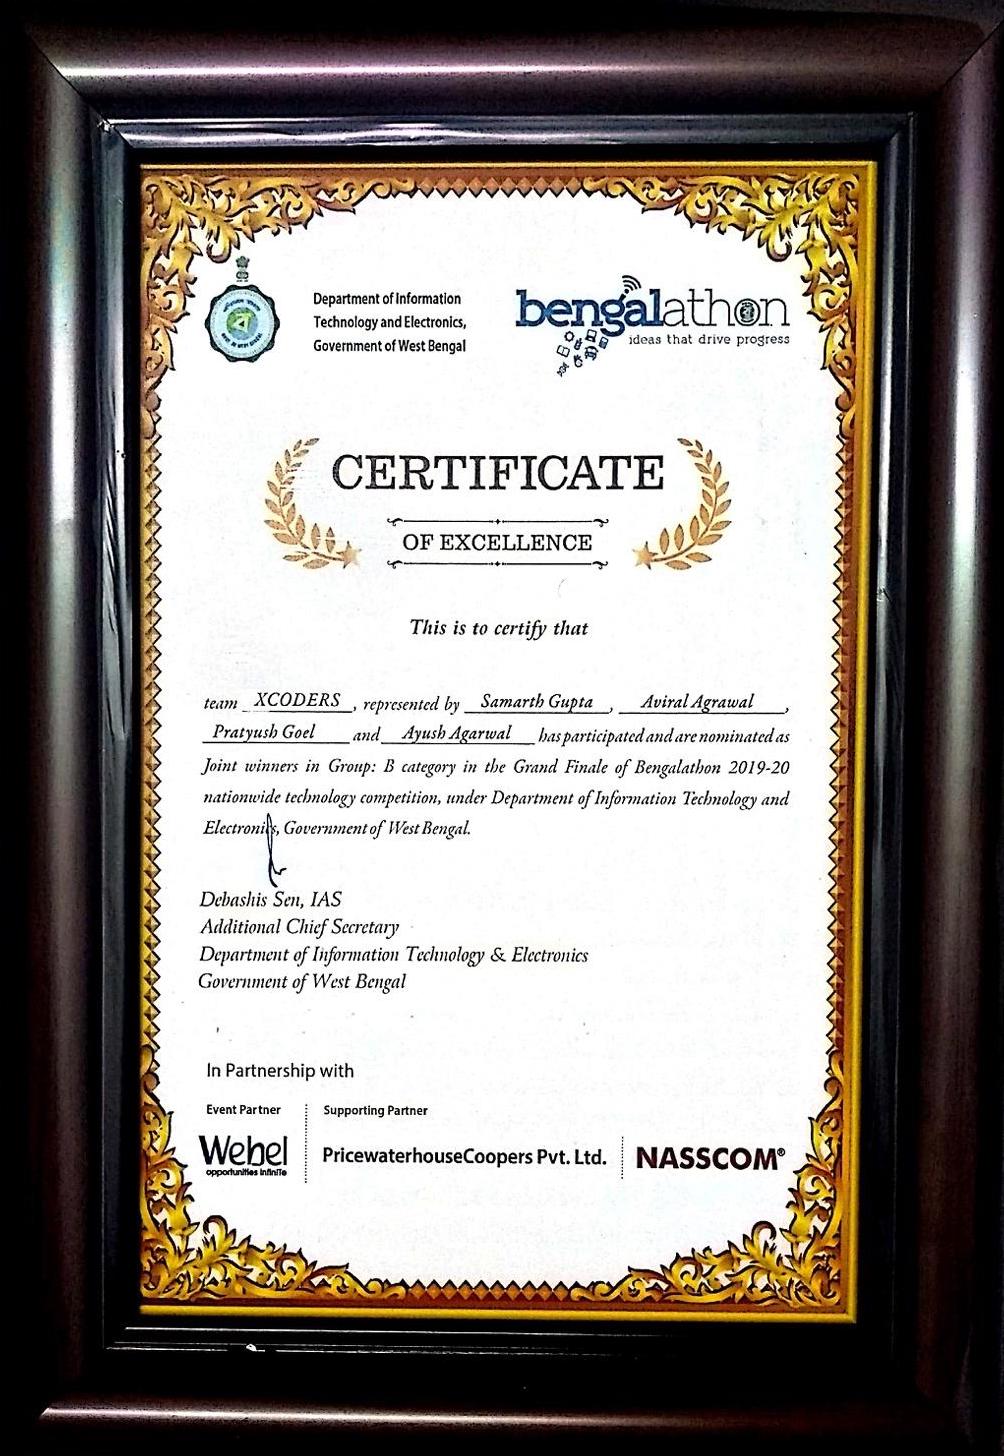 Department of Information
Technology and Electronics,
Government of West Bengal
bengalathon
ideas that drive progress
CERTIFICATE
OF EXCELLENCE
This is to certify that
team XCODERS, represented by Samarth Gupta, Aviral Agrawal,
Pratyush Goel and Ayush Agarwal has participated and are nominated as
Joint winners in Group: B category in the Grand Finale of Bengalathon 2019-20
nationwide technology competition, under Department of Information Technology and
Electronics, Government of West Bengal.
Debashis Sen, IAS
Additional Chief Secretary
Department of Information Technology & Electronics
Government of West Bengal
In Partnership with
Event Partner
Supporting Partner
Webel
opportunities infinite
PricewaterhouseCoopers Pvt. Ltd.
NASSCOM®